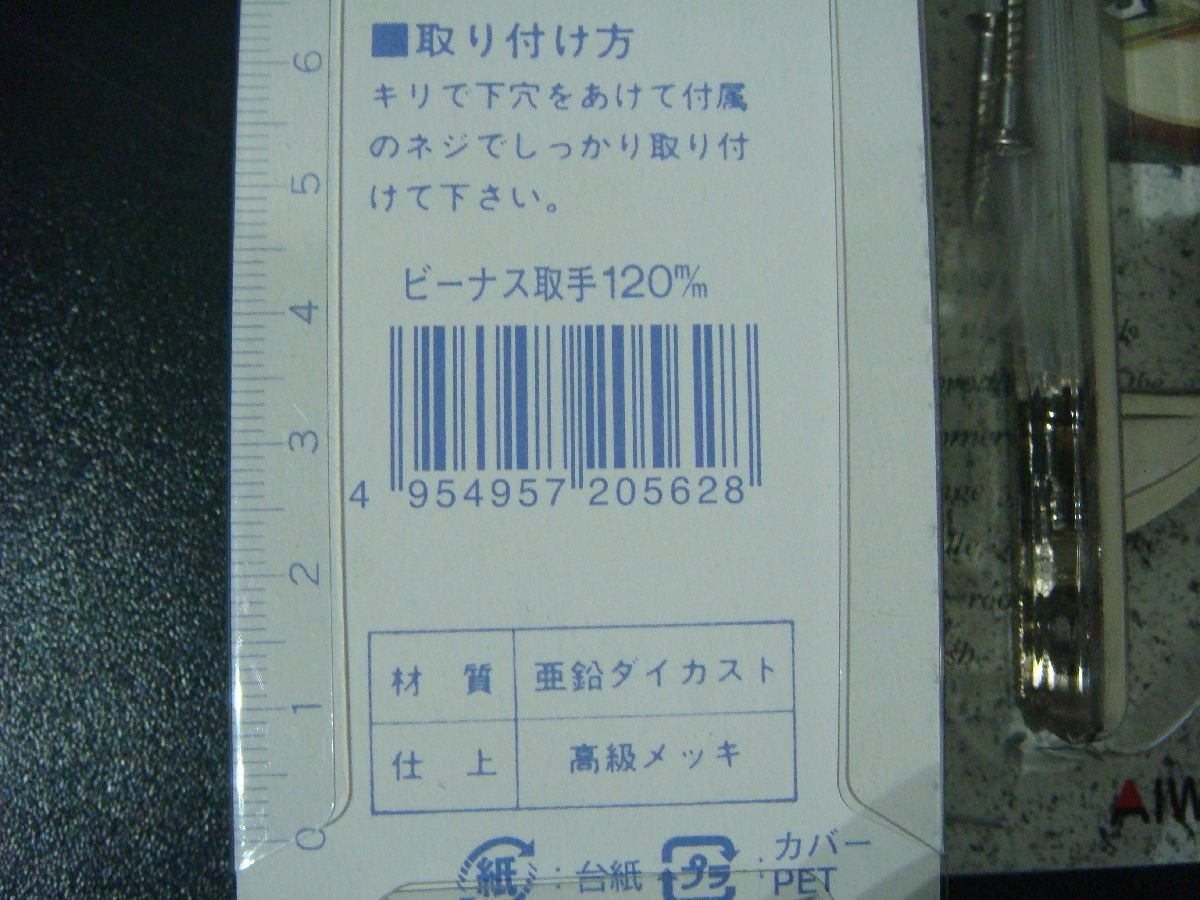 ■取り付け方
キリで下穴をあけて付属
のネジでしっかり取り付
けて下さい。
ビーナス取手120m/m
4 954957 205628
材 質 亜鉛ダイカスト
仕 上 高級メッキ
紙 : 台紙 プラ : カバー
PET
6
5
4
3
2
1
0
The
AIW